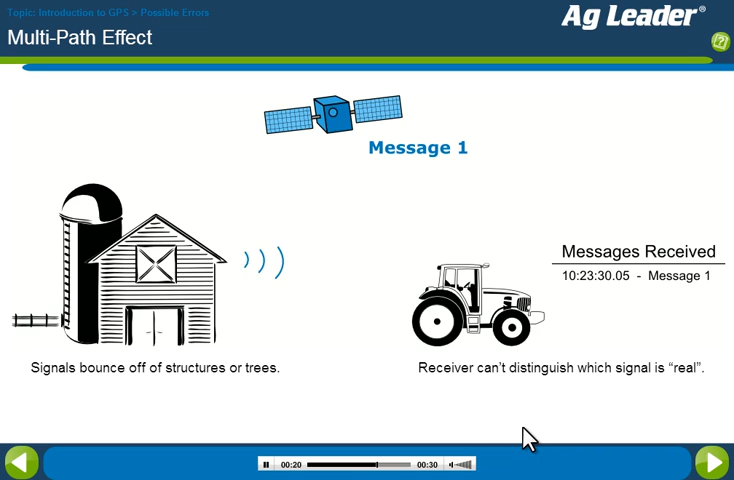 Topic: Introduction to GPS > Possible Errors
Multi-Path Effect
Ag Leader®
Message 1
Messages Received
10:23:30.05 - Message 1
Signals bounce off of structures or trees.
Receiver can't distinguish which signal is “real”.
00:20
00:30